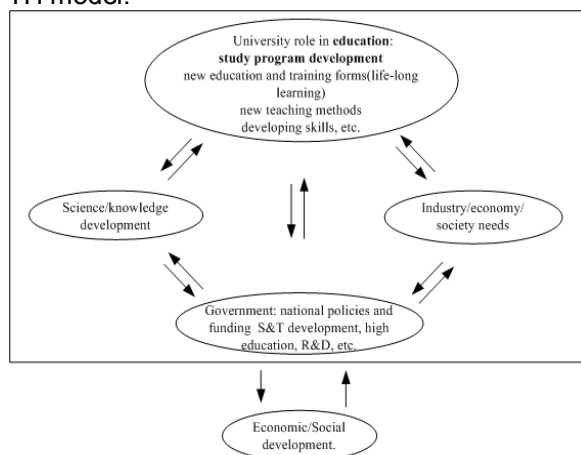 University role in education:
study program development
new education and training forms(life-long
learning)
new teaching methods
developing skills, etc.
Science/knowledge
development
Industry/economy/
society needs
Government: national policies and
funding S&T development, high
education, R&D, etc.
Economic/Social
development.